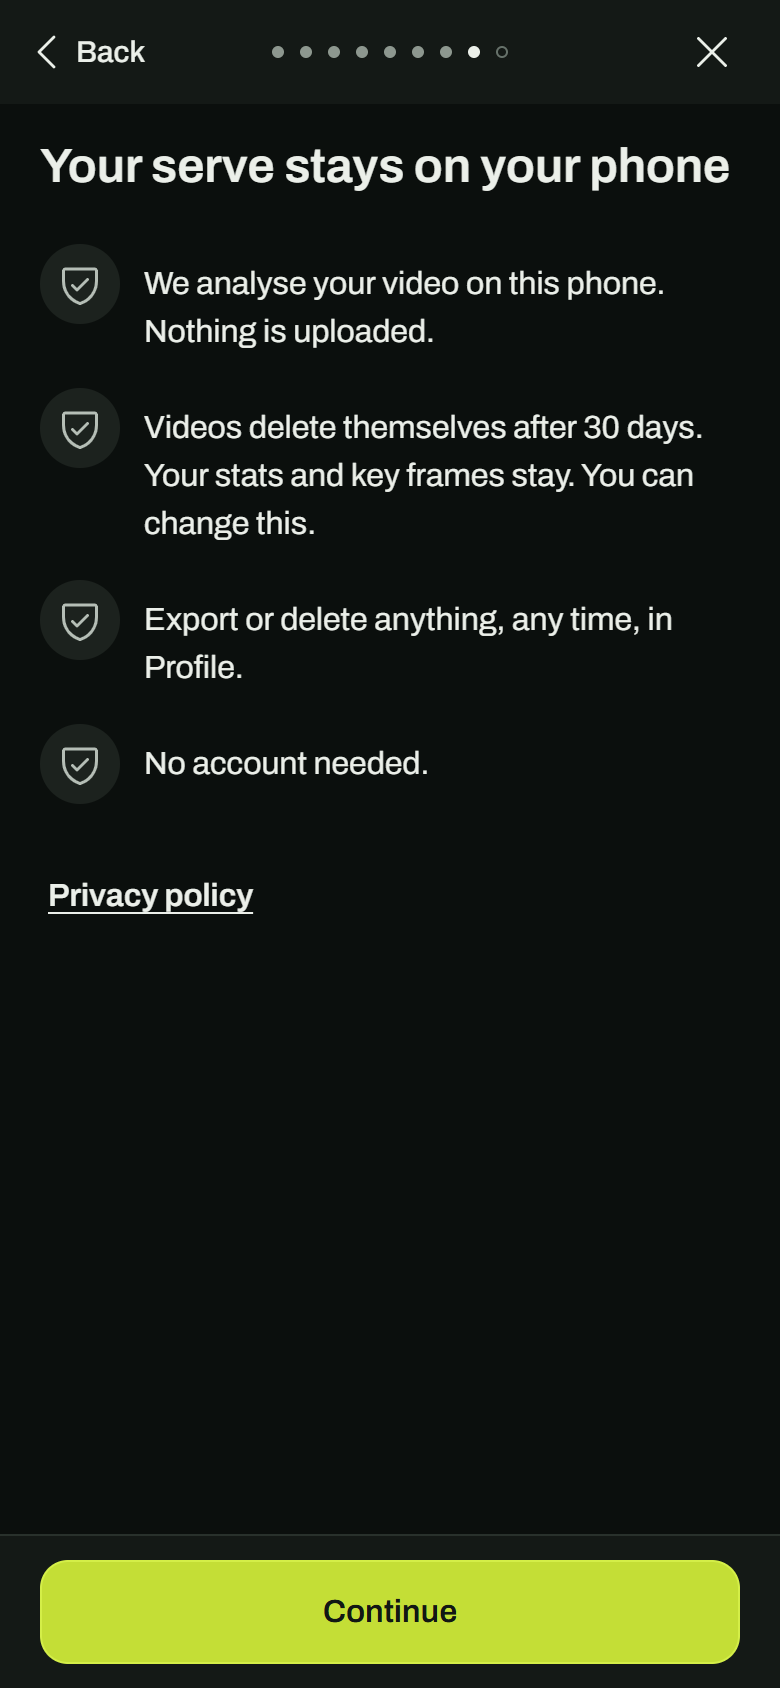 Back
Your serve stays on your phone
We analyse your video on this phone.
Nothing is uploaded.
Videos delete themselves after 30 days.
Your stats and key frames stay. You can
change this.
Export or delete anything, any time, in
Profile.
No account needed.
Privacy policy
Continue